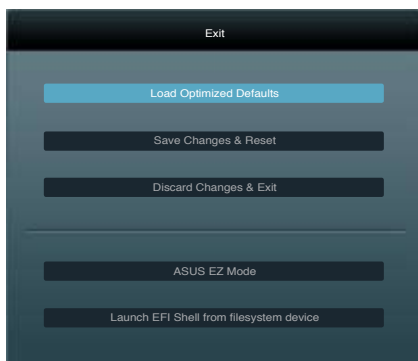 Exit
Load Optimized Defaults
Save Changes & Reset
Discard Changes & Exit
ASUS EZ Mode
Launch EFI Shell from filesystem device